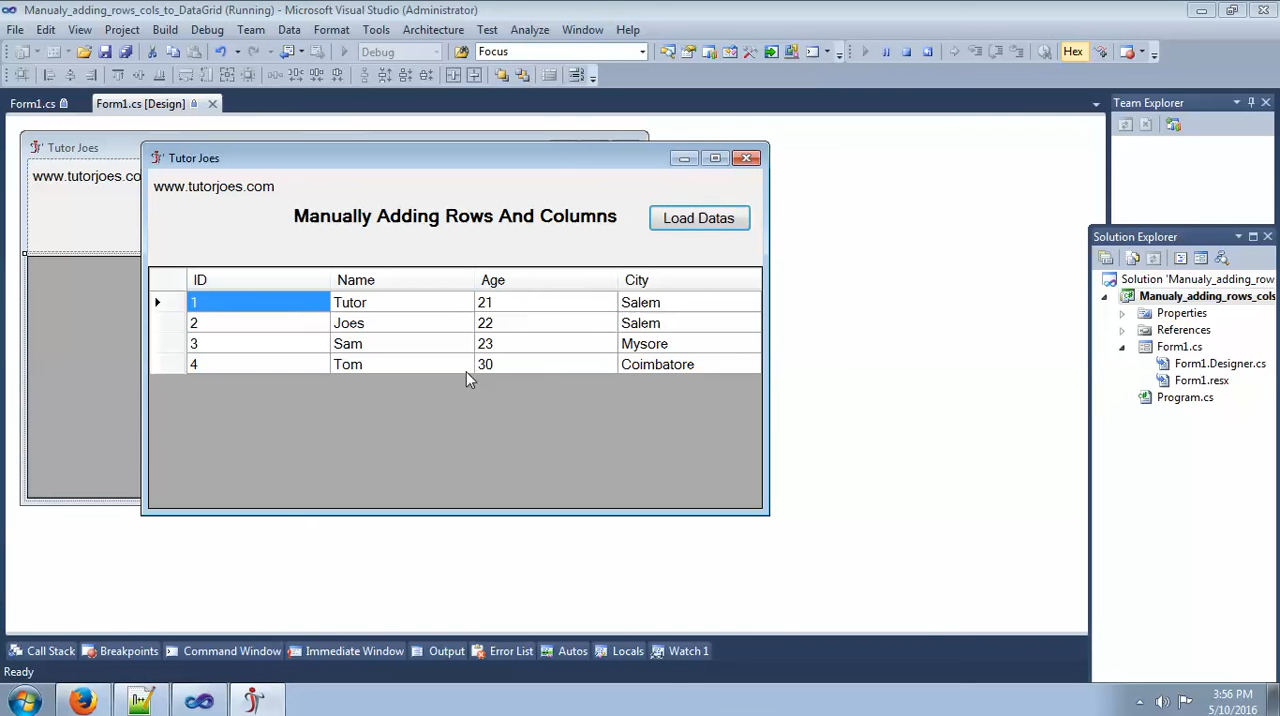 Manualy_adding_rows_cols_to_DataGrid (Running) - Microsoft Visual Studio (Administrator)
File Edit View Project Build Debug Team Data Format Tools Architecture Test Analyze Window Help
Debug Focus Hex
Form1.cs Form1.cs [Design] Team Explorer
Tutor Joes
www.tutorjoes.co
Tutor Joes
www.tutorjoes.com
Manually Adding Rows And Columns Load Datas
ID Name Age City
1 Tutor 21 Salem
2 Joes 22 Salem
3 Sam 23 Mysore
4 Tom 30 Coimbatore
Solution Explorer
Solution 'Manualy_adding_row
Manualy_adding_rows_cols
Properties
References
Form1.cs
Form1.Designer.cs
Form1.resx
Program.cs
Call Stack Breakpoints Command Window Immediate Window Output Error List Autos Locals Watch 1
Ready
3:56 PM
5/10/2016